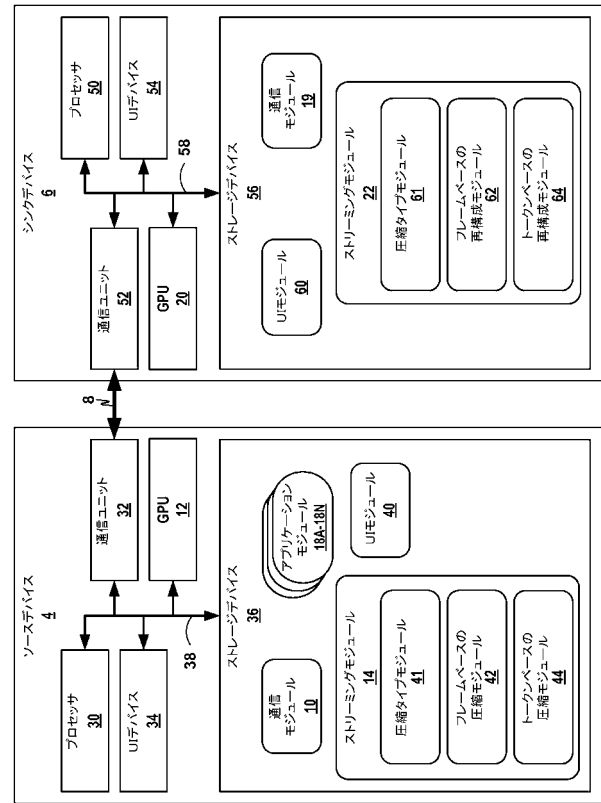 ソースデバイス
4
プロセッサ
30
UIデバイス
34
通信ユニット
32
GPU
12
38
ストレージデバイス
36
通信
モジュール
10
アプリケーション
モジュール
18A-18N
UIモジュール
40
ストリーミングモジュール
14
圧縮タイプモジュール
41
フレームベースの
圧縮モジュール
42
トークンベースの
圧縮モジュール
44
8
シンクデバイス
6
通信ユニット
52
GPU
20
プロセッサ
50
UIデバイス
54
58
ストレージデバイス
56
UIモジュール
60
通信
モジュール
19
ストリーミングモジュール
22
圧縮タイプモジュール
61
フレームベースの
再構成モジュール
62
トークンベースの
再構成モジュール
64